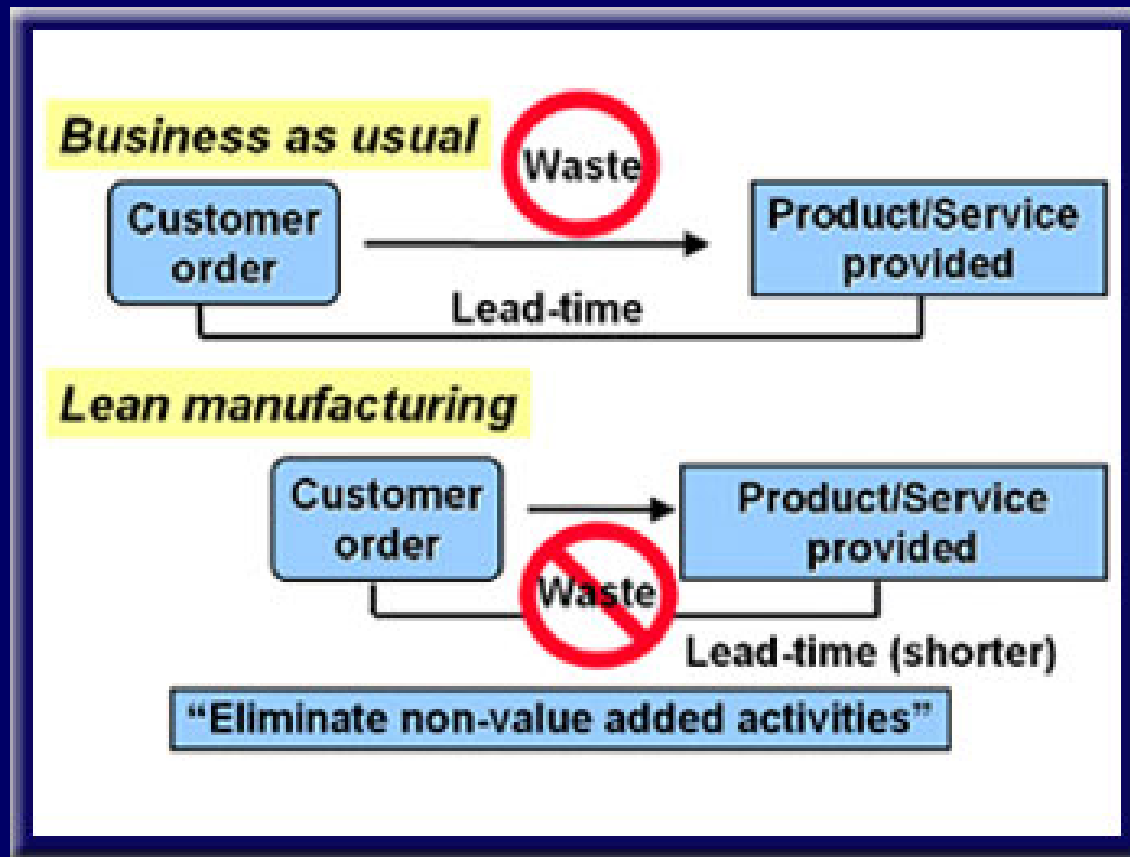 Business as usual
Waste
Customer
order
Product/Service
provided
Lead-time
Lean manufacturing
Customer
order
Product/Service
provided
Waste
Lead-time (shorter)
“Eliminate non-value added activities”